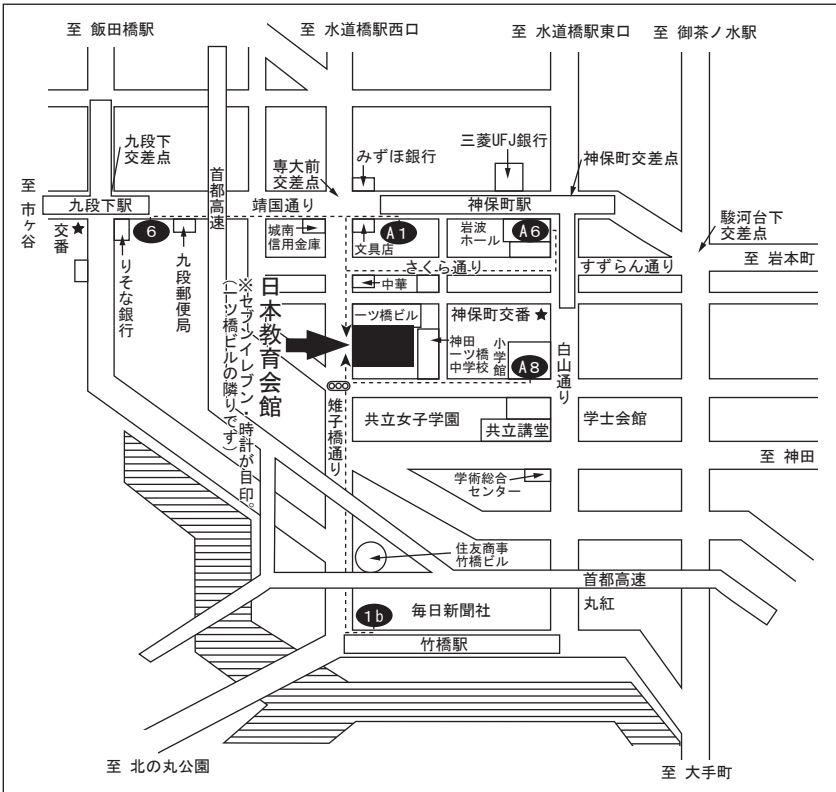 至 飯田橋駅
至 水道橋駅西口
至 水道橋駅東口
至 御茶ノ水駅
九段下
交差点
首都高速
専大前
交差点
みずほ銀行
三菱UFJ銀行
神保町交差点
至 市ヶ谷
九段下駅
靖国通り
神保町駅
駿河台下
交差点
交番★
6
りそな銀行
九段郵便局
城南
信用金庫
文具店
A1
岩波
ホール
A6
さくら通り
すずらん通り
至 岩本町
中華
日本教育会館
※セブンイレブン・時計が目印。
(一ツ橋ビルの隣りです)
一ツ橋ビル
神保町交番★
神田
一ツ橋
中学校
小学館
A8
白山通り
雉子橋通り
共立女子学園
共立講堂
学士会館
至 神田
学術総合
センター
住友商事
竹橋ビル
首都高速
丸紅
1b
毎日新聞社
竹橋駅
至 北の丸公園
至 大手町